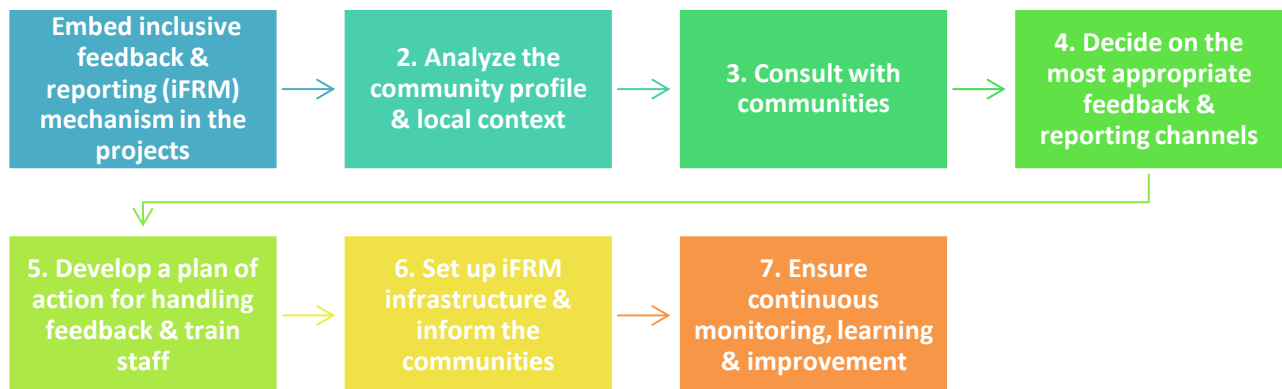 Embed inclusive
feedback &
reporting (iFRM)
mechanism in the
projects
2. Analyze the
community profile
& local context
3. Consult with
communities
4. Decide on the
most appropriate
feedback &
reporting channels
5. Develop a plan of
action for handling
feedback & train
staff
6. Set up iFRM
infrastructure &
inform the
communities
7. Ensure
continuous
monitoring, learning
& improvement